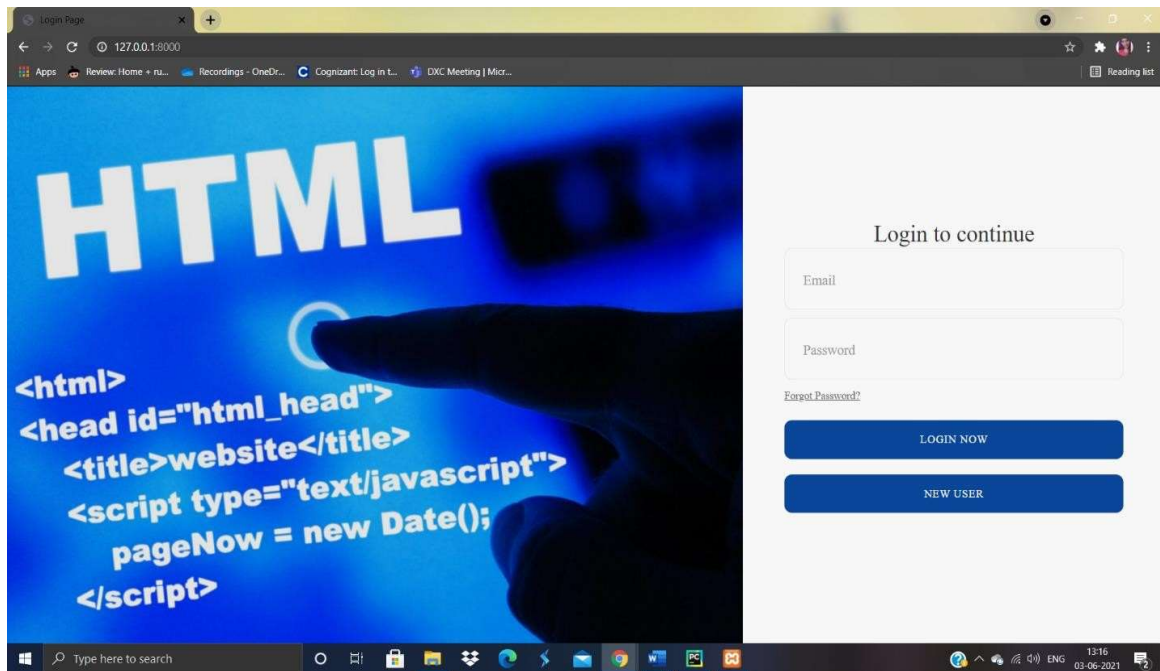 Login Page
127.0.0.1:8000
Apps Review: Home + ru... Recordings - OneDr... Cognizant: Log in t... DXC Meeting | Micr... Reading list
HTML
<html>
<head id="html_head">
<title>website</title>
<script type="text/javascript">
pageNow = new Date();
</script>
Login to continue
Email
Password
Forgot Password?
LOGIN NOW
NEW USER
Type here to search
ENG
13:16
03-06-2021